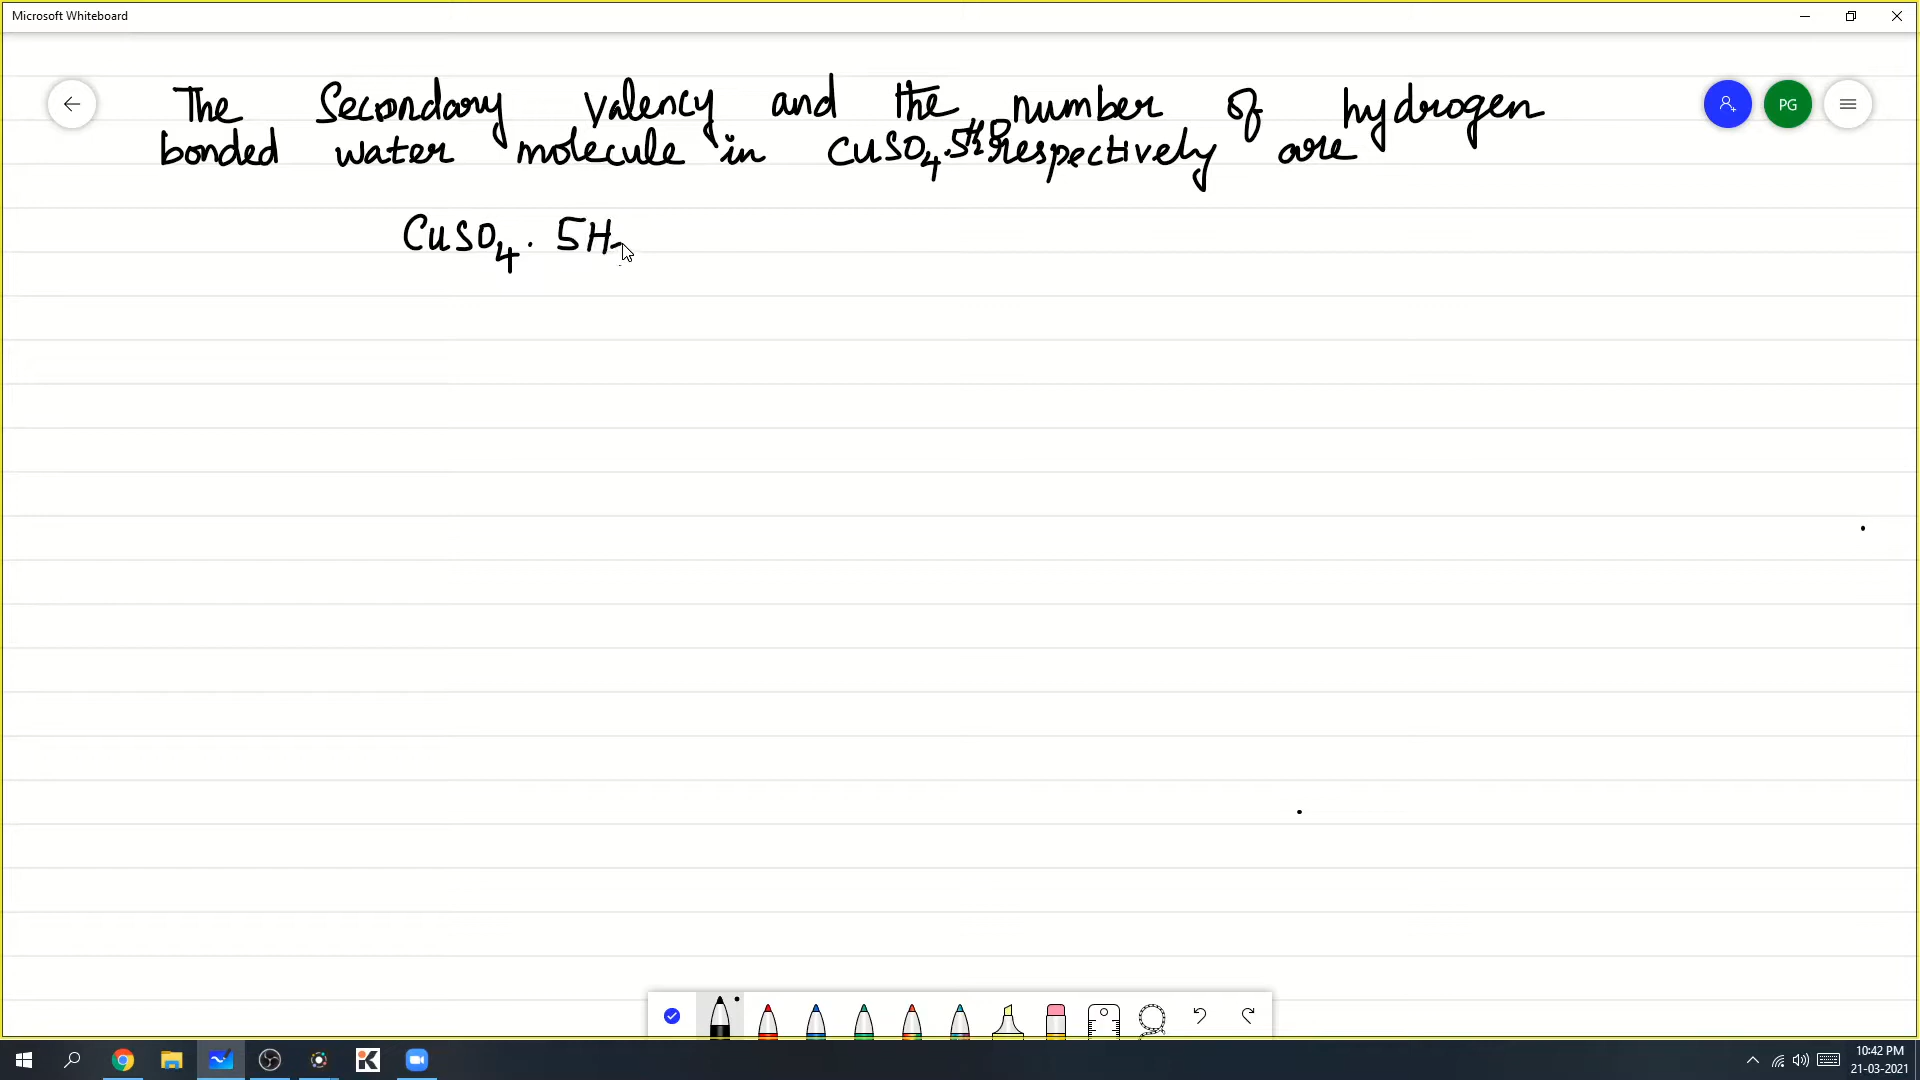 Microsoft Whiteboard
The Secondary valency and the number of hydrogen
PG
bonded water molecule in CuSO4.5H2O respectively are
CuSO4. 5H
10:42 PM
21-03-2021